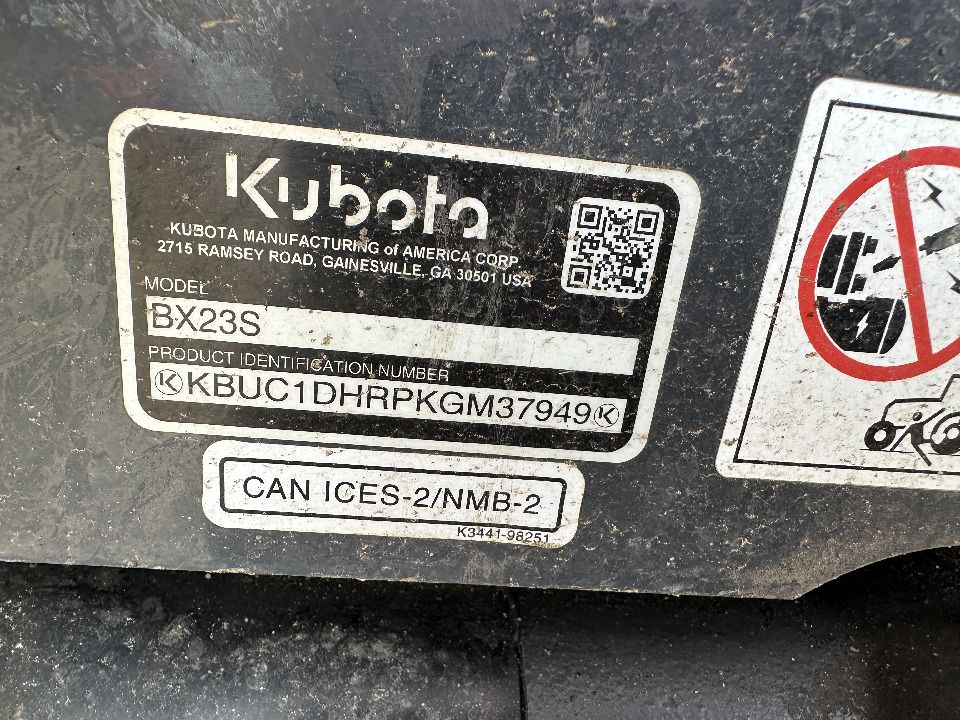 Kubota
KUBOTA MANUFACTURING of AMERICA CORP.
2715 RAMSEY ROAD, GAINESVILLE, GA 30501 USA
MODEL
BX23S
PRODUCT IDENTIFICATION NUMBER
KBUC1DHRPKGM37949
CAN ICES-2/NMB-2
K3441-98251